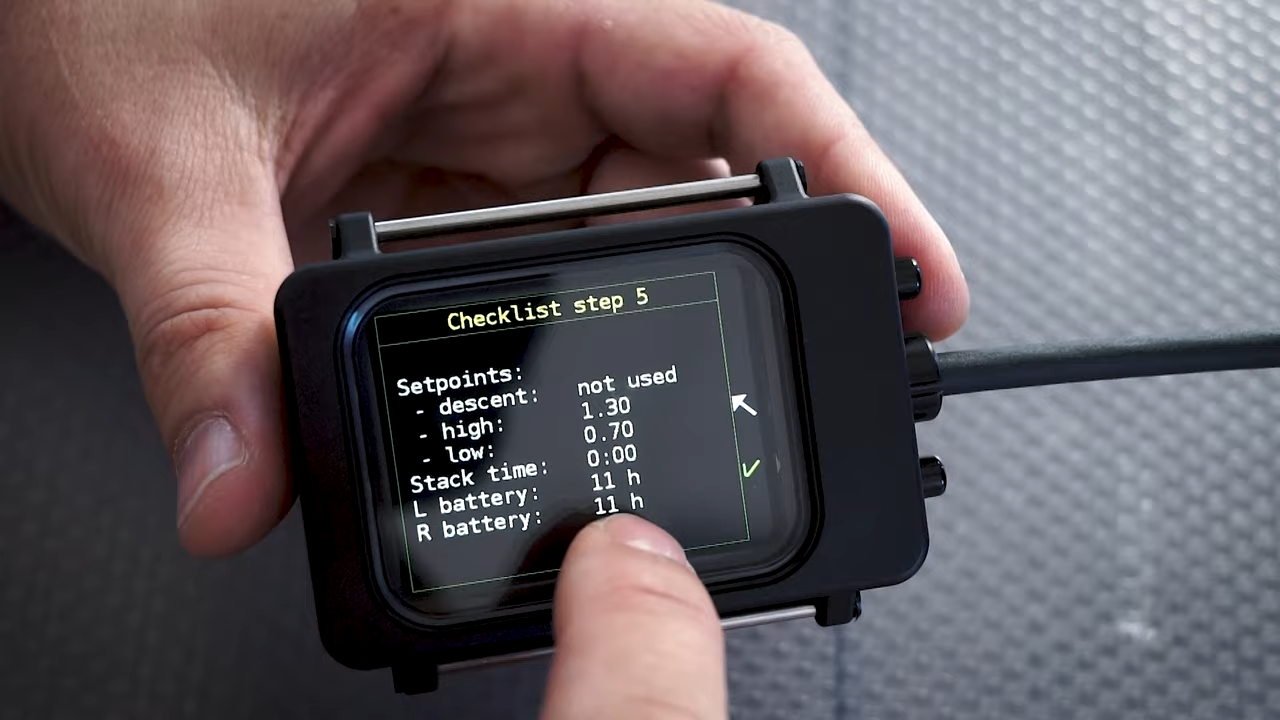 Checklist step 5
Setpoints:
- descent: not used
- high: 1.30
- low: 0.70
Stack time: 0:00
L battery: 11 h
R battery: 11 h